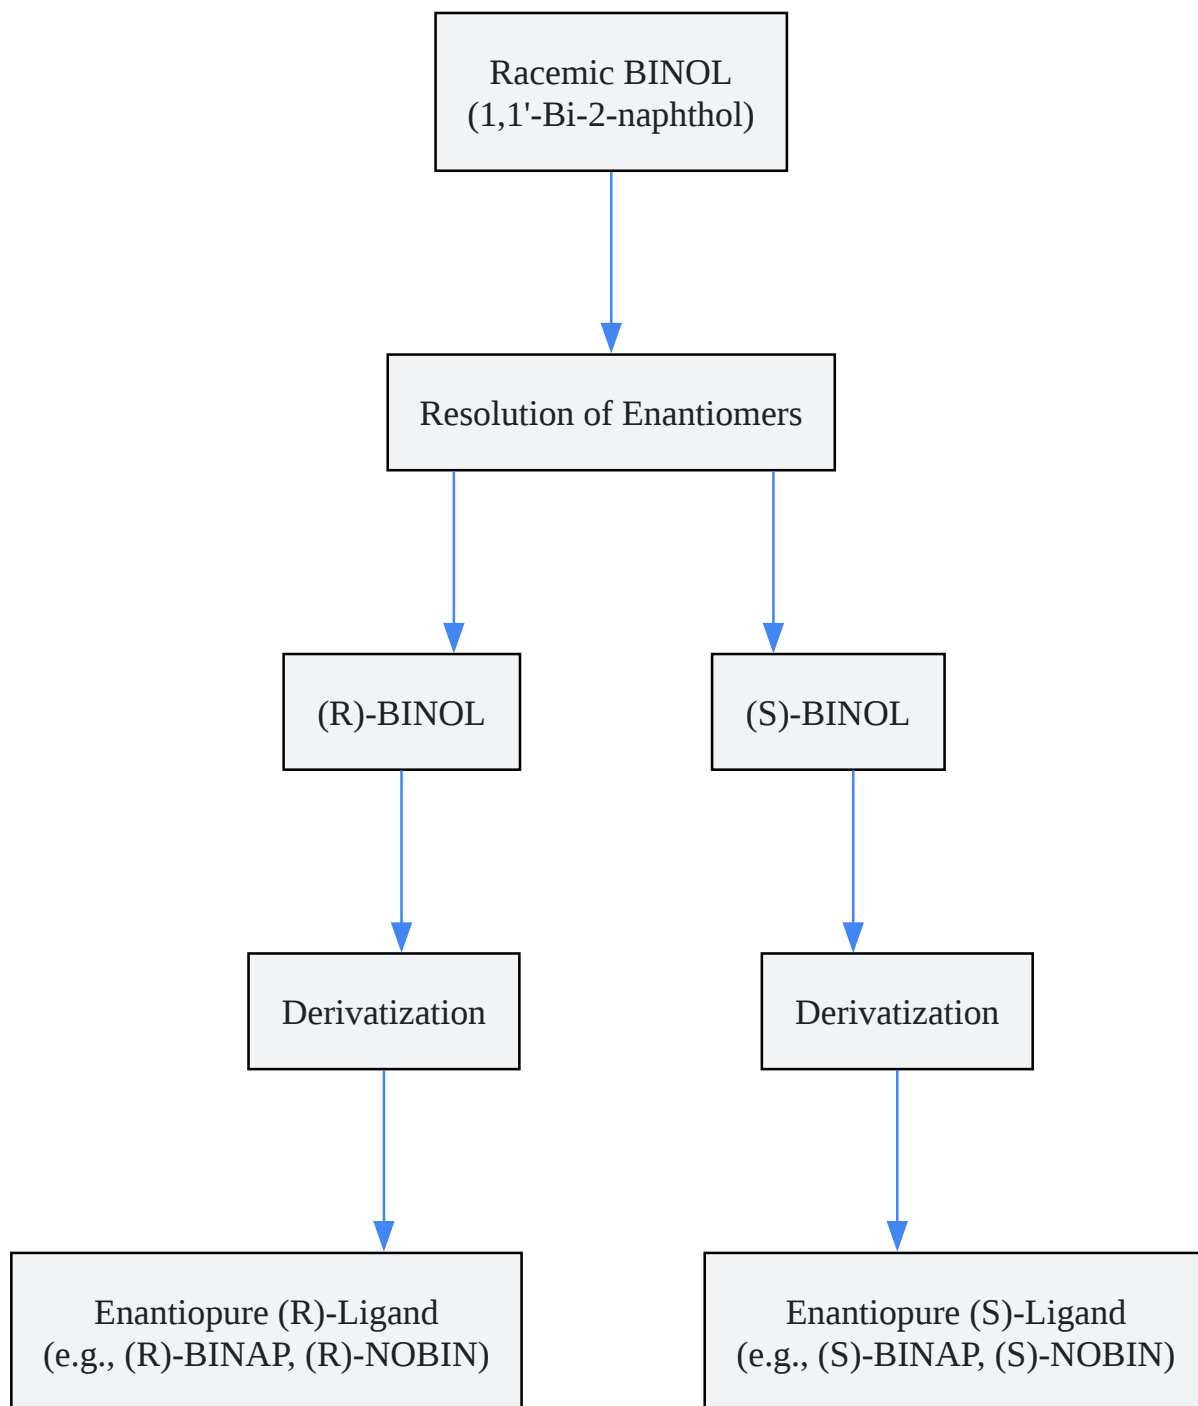 Racemic BINOL
(1,1'-Bi-2-naphthol)
Resolution of Enantiomers
(R)-BINOL
(S)-BINOL
Derivatization
Derivatization
Enantiopure (R)-Ligand
(e.g., (R)-BINAP, (R)-NOBIN)
Enantiopure (S)-Ligand
(e.g., (S)-BINAP, (S)-NOBIN)